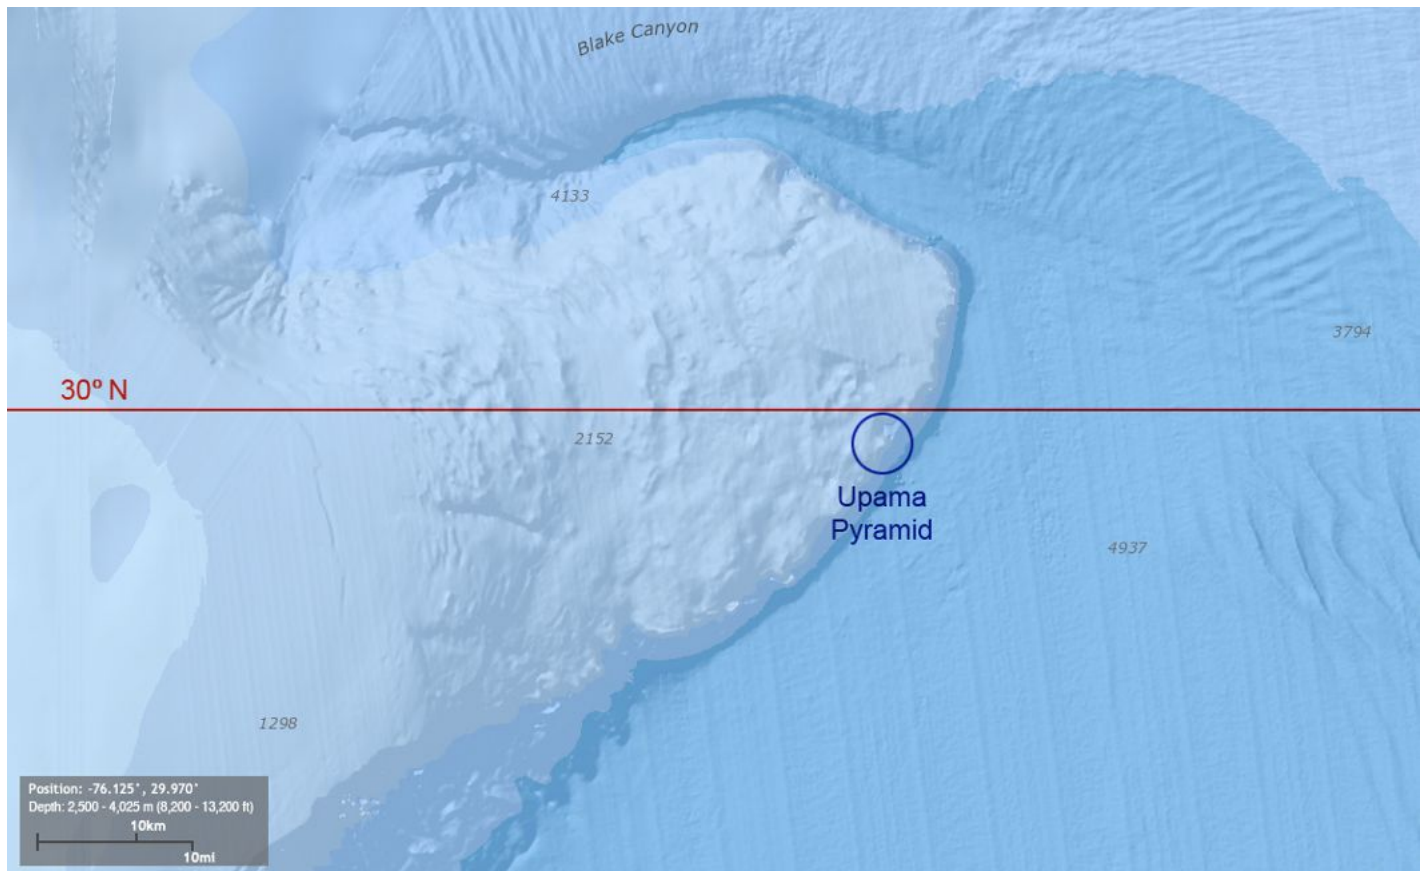 Blake Canyon
4133
3794
30° N
2152
Upama
Pyramid
4937
1298
Position: -76.125°, 29.970°
Depth: 2,500 - 4,025 m (8,200 - 13,200 ft)
10km
10mi